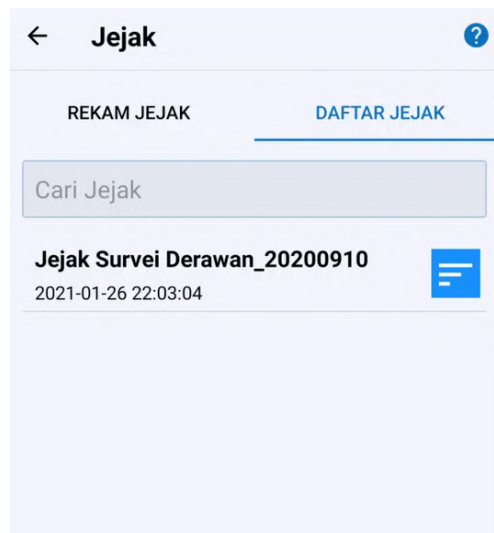 Jejak
?
REKAM JEJAK
DAFTAR JEJAK
Cari Jejak
Jejak Survei Derawan_20200910
2021-01-26 22:03:04